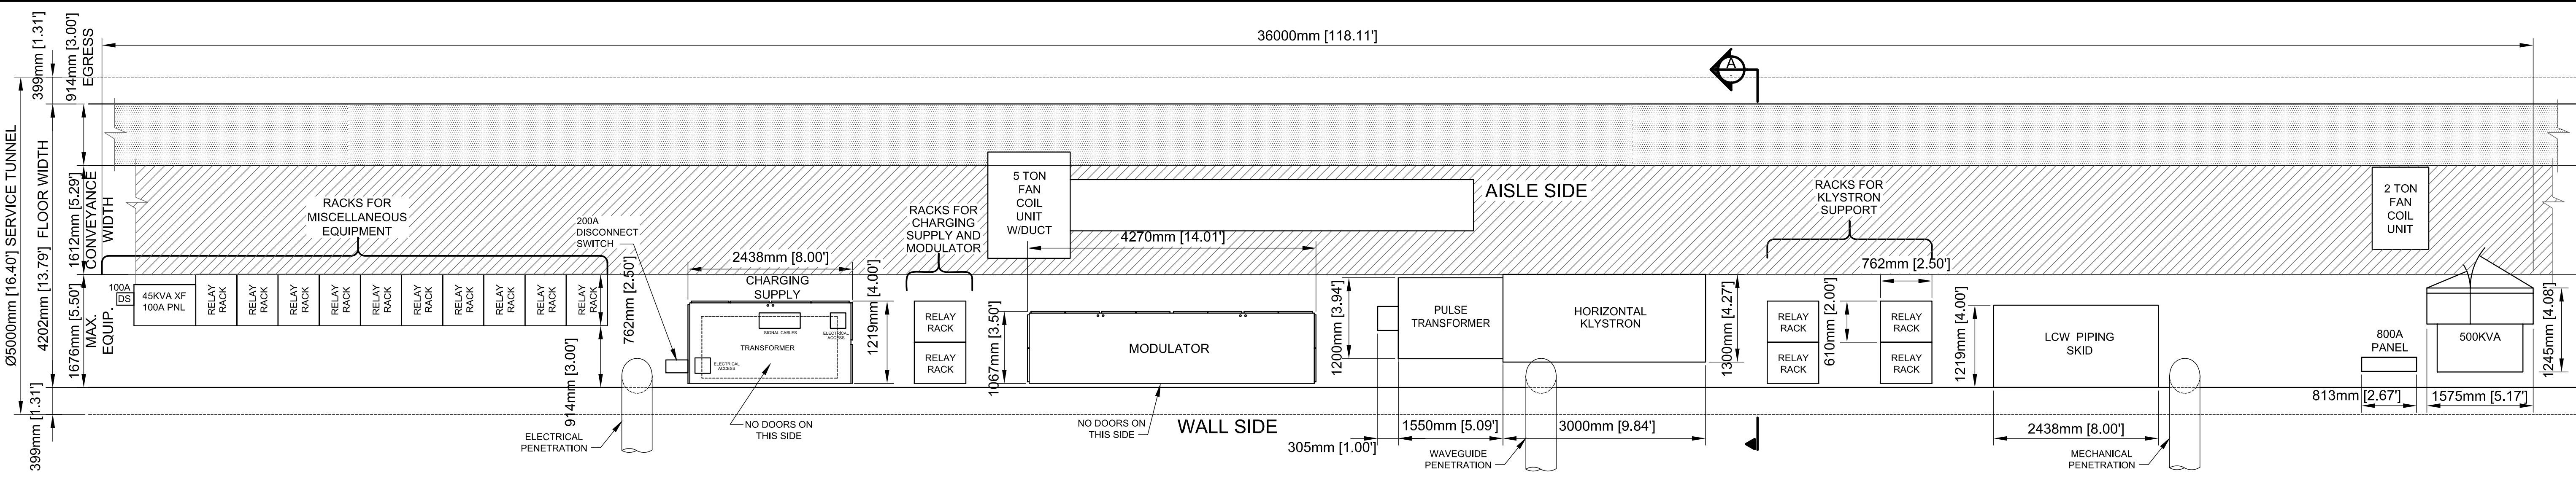 36000mm [118.11']
A
399mm [1.31']
914mm [3.00']
EGRESS
Ø5000mm [16.40'] SERVICE TUNNEL
4202mm [13.79'] FLOOR WIDTH
1612mm [5.29']
CONVEYANCE
WIDTH
1676mm [5.50']
MAX.
EQUIP.
399mm [1.31']
RACKS FOR
MISCELLANEOUS
EQUIPMENT
100A
DS
45KVA XF
100A PNL
RELAY
RACK
RELAY
RACK
RELAY
RACK
RELAY
RACK
RELAY
RACK
RELAY
RACK
RELAY
RACK
RELAY
RACK
RELAY
RACK
RELAY
RACK
762mm [2.50']
914mm [3.00']
200A
DISCONNECT
SWITCH
ELECTRICAL
PENETRATION
2438mm [8.00']
CHARGING
SUPPLY
SIGNAL CABLES
ELECTRICAL
ACCESS
TRANSFORMER
ELECTRICAL
ACCESS
1219mm [4.00']
NO DOORS ON
THIS SIDE
RACKS FOR
CHARGING
SUPPLY AND
MODULATOR
RELAY
RACK
RELAY
RACK
5 TON
FAN
COIL
UNIT
W/DUCT
4270mm [14.01']
1067mm [3.50']
MODULATOR
NO DOORS ON
THIS SIDE
WALL SIDE
AISLE SIDE
1200mm [3.94']
PULSE
TRANSFORMER
HORIZONTAL
KLYSTRON
1300mm [4.27']
305mm [1.00']
1550mm [5.09']
3000mm [9.84']
WAVEGUIDE
PENETRATION
RACKS FOR
KLYSTRON
SUPPORT
762mm [2.50']
RELAY
RACK
RELAY
RACK
610mm [2.00']
RELAY
RACK
RELAY
RACK
1219mm [4.00']
LCW PIPING
SKID
2438mm [8.00']
MECHANICAL
PENETRATION
2 TON
FAN
COIL
UNIT
800A
PANEL
813mm [2.67']
500KVA
1575mm [5.17']
1245mm [4.08']